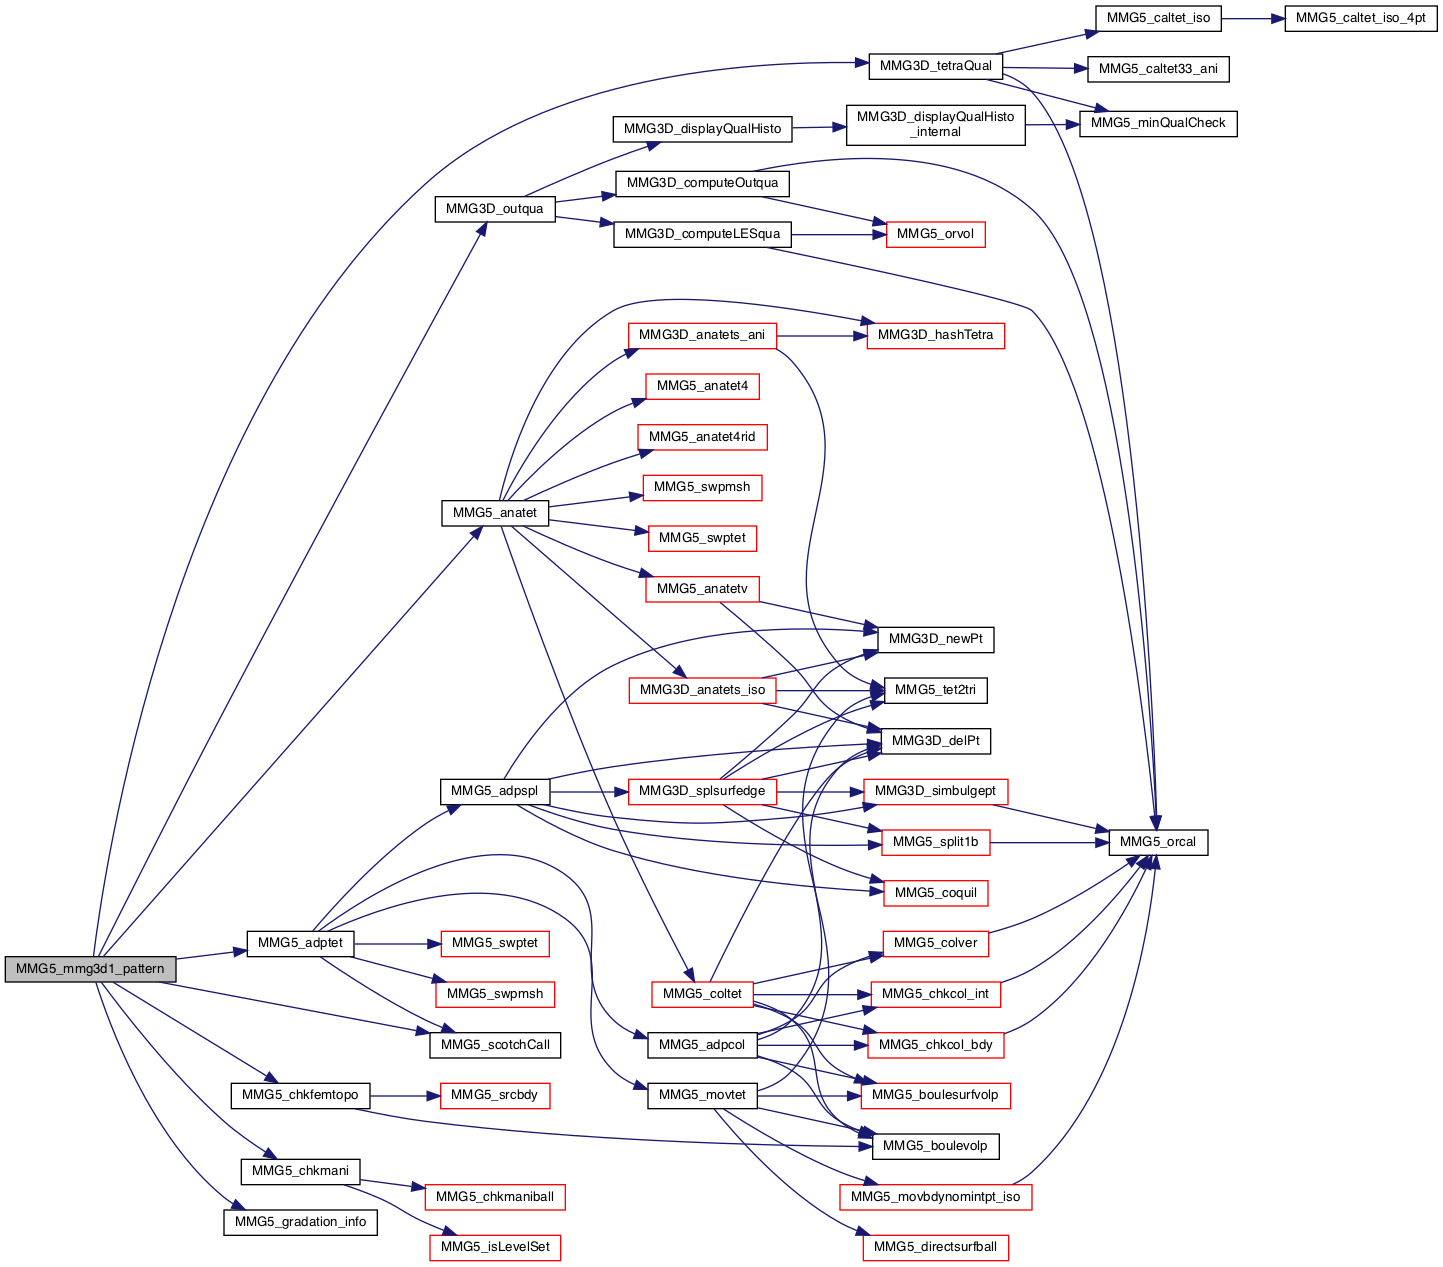 MMG5_caltet_iso
MMG5_caltet_iso_4pt
MMG3D_tetraQual
MMG5_caltet33_ani
MMG3D_displayQualHisto
MMG3D_displayQualHisto
_internal
MMG5_minQualCheck
MMG3D_computeOutqua
MMG3D_outqua
MMG3D_computeLESqua
MMG5_orvol
MMG3D_anatets_ani
MMG3D_hashTetra
MMG5_anatet4
MMG5_anatet4rid
MMG5_swpmsh
MMG5_anatet
MMG5_swptet
MMG5_anatetv
MMG3D_newPt
MMG3D_anatets_iso
MMG5_tet2tri
MMG3D_delPt
MMG5_adpspl
MMG3D_splsurfedge
MMG3D_simbulgept
MMG5_split1b
MMG5_orcal
MMG5_coquil
MMG5_adptet
MMG5_swptet
MMG5_colver
MMG5_mmg3d1_pattern
MMG5_swpmsh
MMG5_coltet
MMG5_chkcol_int
MMG5_scotchCall
MMG5_adpcol
MMG5_chkcol_bdy
MMG5_chkfemtopo
MMG5_srcbdy
MMG5_movtet
MMG5_boulesurfvolp
MMG5_boulevolp
MMG5_chkmani
MMG5_chkmaniball
MMG5_movbdynomintpt_iso
MMG5_gradation_info
MMG5_isLevelSet
MMG5_directsurfball